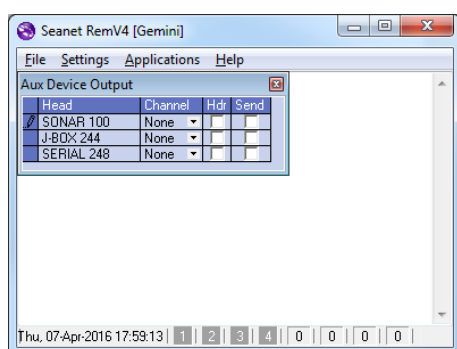 Seanet RemV4 [Gemini]
File Settings Applications Help
Aux Device Output
Head Channel Hdr Send
SONAR 100 None
J-BOX 244 None
SERIAL 248 None
Thu, 07-Apr-2016 17:59:13 | 1 | 2 | 3 | 4 | 0 | 0 | 0 | 0 |